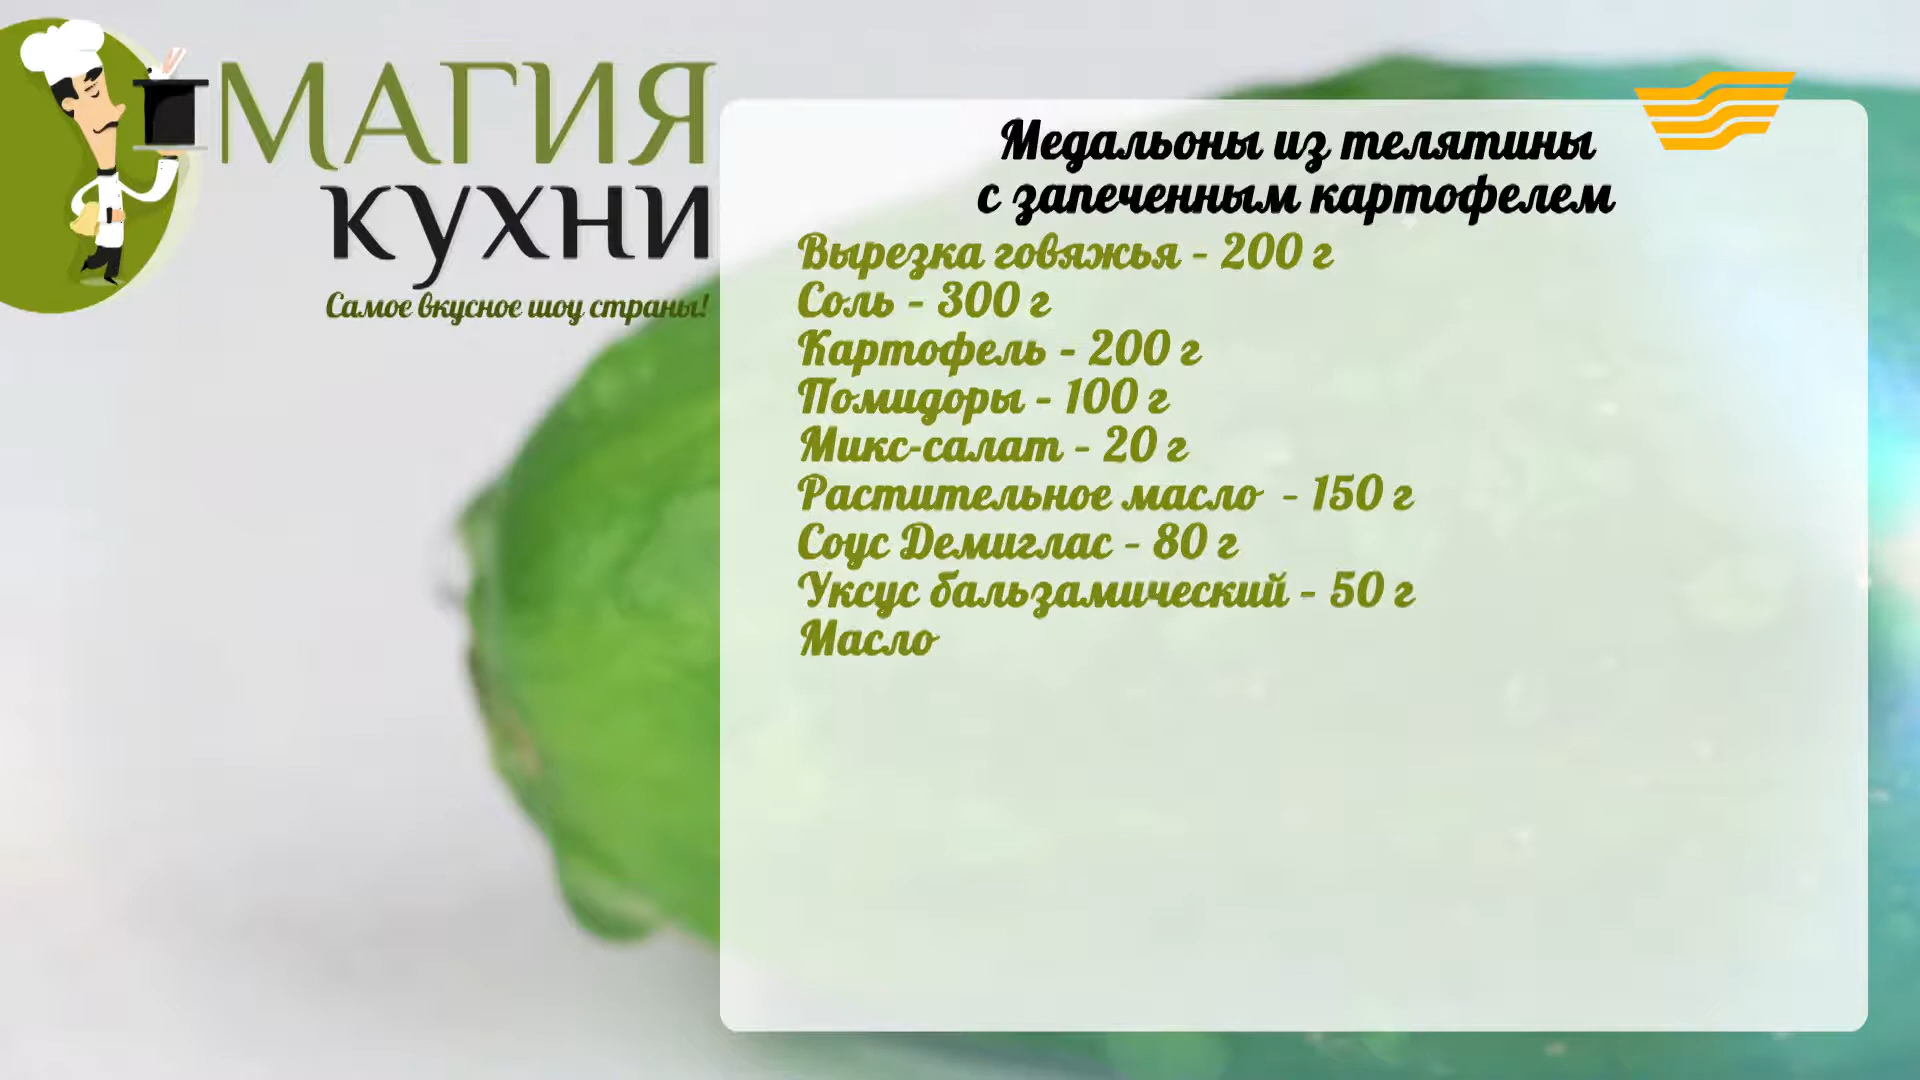 МАГИЯ
кухни
Самое вкусное шоу страны!
Медальоны из телятины
с запеченным картофелем
Вырезка говяжья - 200 г
Соль - 300 г
Картофель - 200 г
Помидоры - 100 г
Микс-салат - 20 г
Растительное масло - 150 г
Соус Демиглас - 80 г
Уксус бальзамический - 50 г
Масло